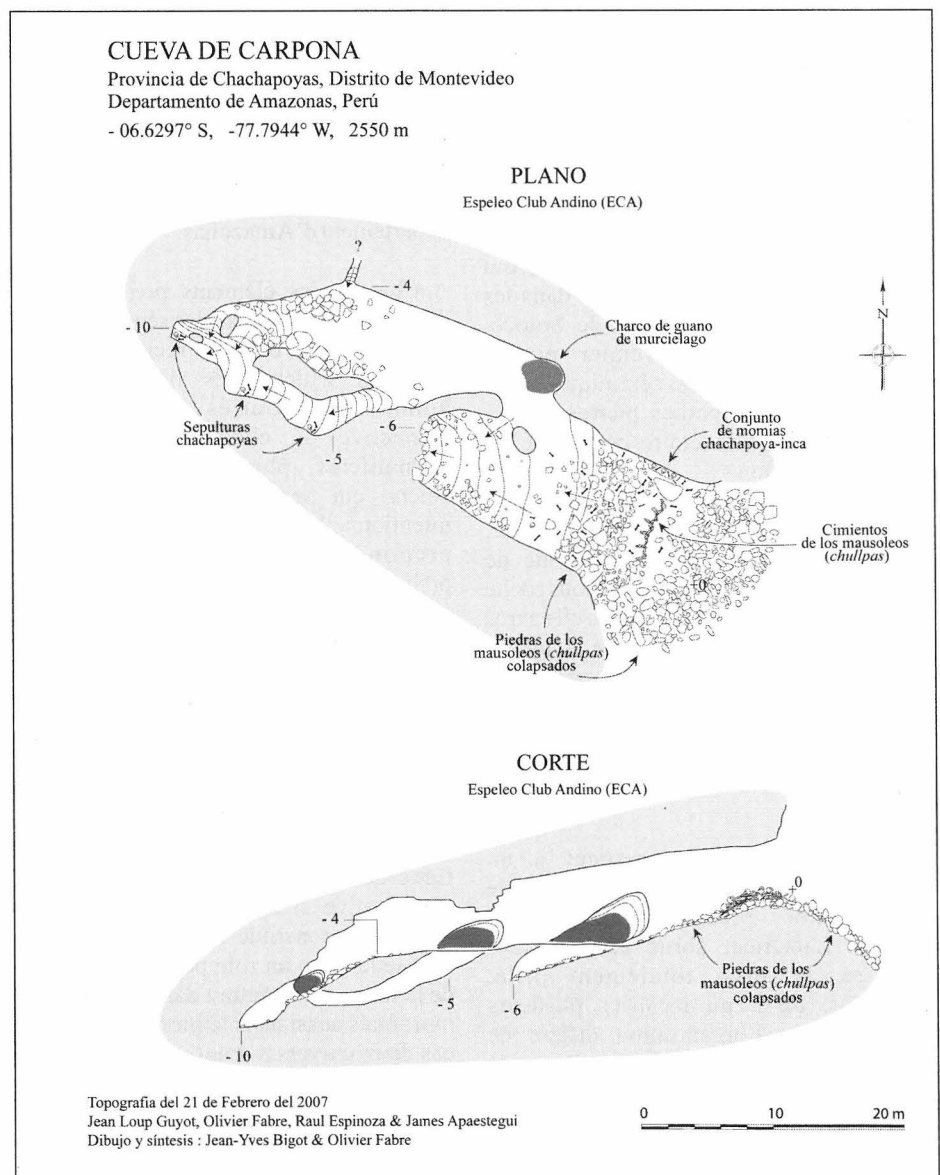 CUEVA DE CARPONA
Provincia de Chachapoyas, Distrito de Montevideo
Departamento de Amazonas, Perú
- 06.6297° S, -77.7944° W, 2550 m
PLANO
Espeleo Club Andino (ECA)
?
- 4
- 10
Charco de guano
de murcielago
N
Sepulturas
chachapoyas
- 5
- 6
Conjunto
de momias
chachapoya-inca
Cimientos
de los mausoleos
(chullpas)
0
Piedras de los
mausoleos (chullpas)
colapsados
CORTE
Espeleo Club Andino (ECA)
- 4
0
- 5
- 6
- 10
Piedras de los
mausoleos (chullpas)
colapsados
Topografia del 21 de Febrero del 2007
Jean Loup Guyot, Olivier Fabre, Raul Espinoza & James Apaestegui
Dibujo y síntesis : Jean-Yves Bigot & Olivier Fabre
0 10 20 m